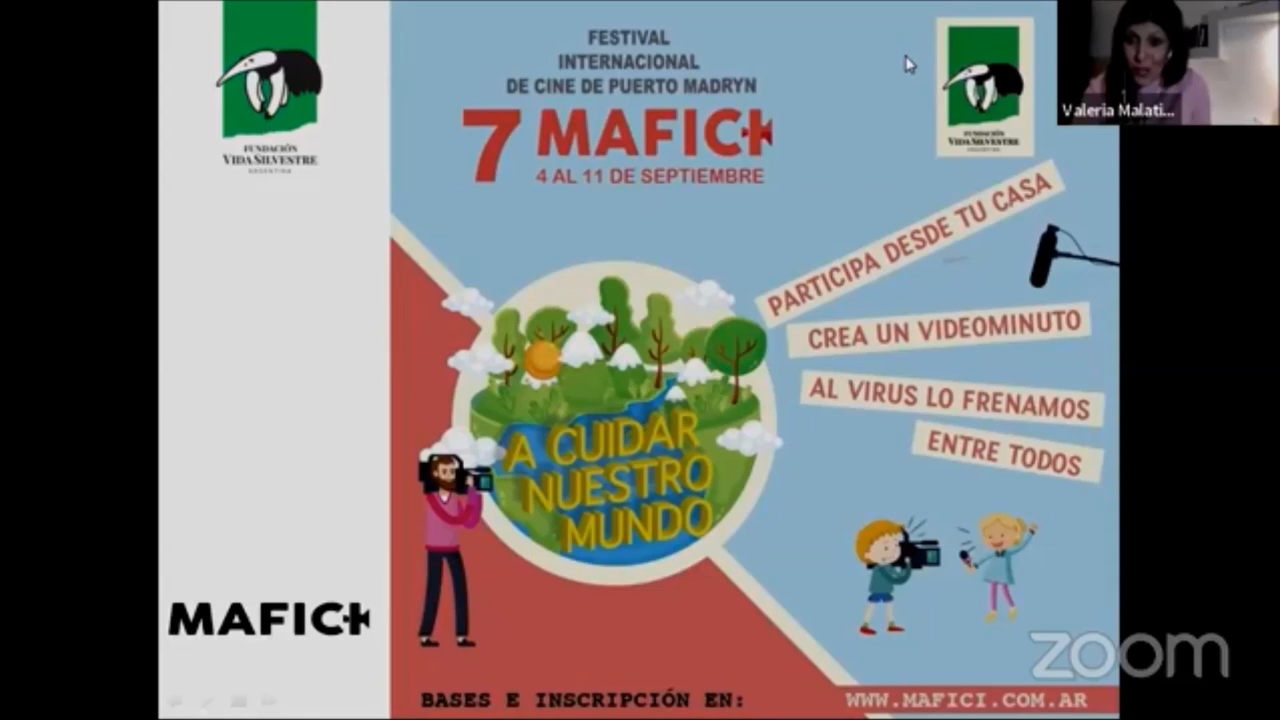 FUNDACIÓN
VIDA SILVESTRE
ARGENTINA
MAFICI
FESTIVAL
INTERNACIONAL
DE CINE DE PUERTO MADRYN
7 MAFICI
4 AL 11 DE SEPTIEMBRE
FUNDACIÓN
VIDA SILVESTRE
ARGENTINA
Valeria Malati...
PARTICIPA DESDE TU CASA
CREA UN VIDEOMINUTO
AL VIRUS LO FRENAMOS
ENTRE TODOS
A CUIDAR
NUESTRO
MUNDO
zoom
BASES E INSCRIPCIÓN EN:
WWW.MAFICI.COM.AR